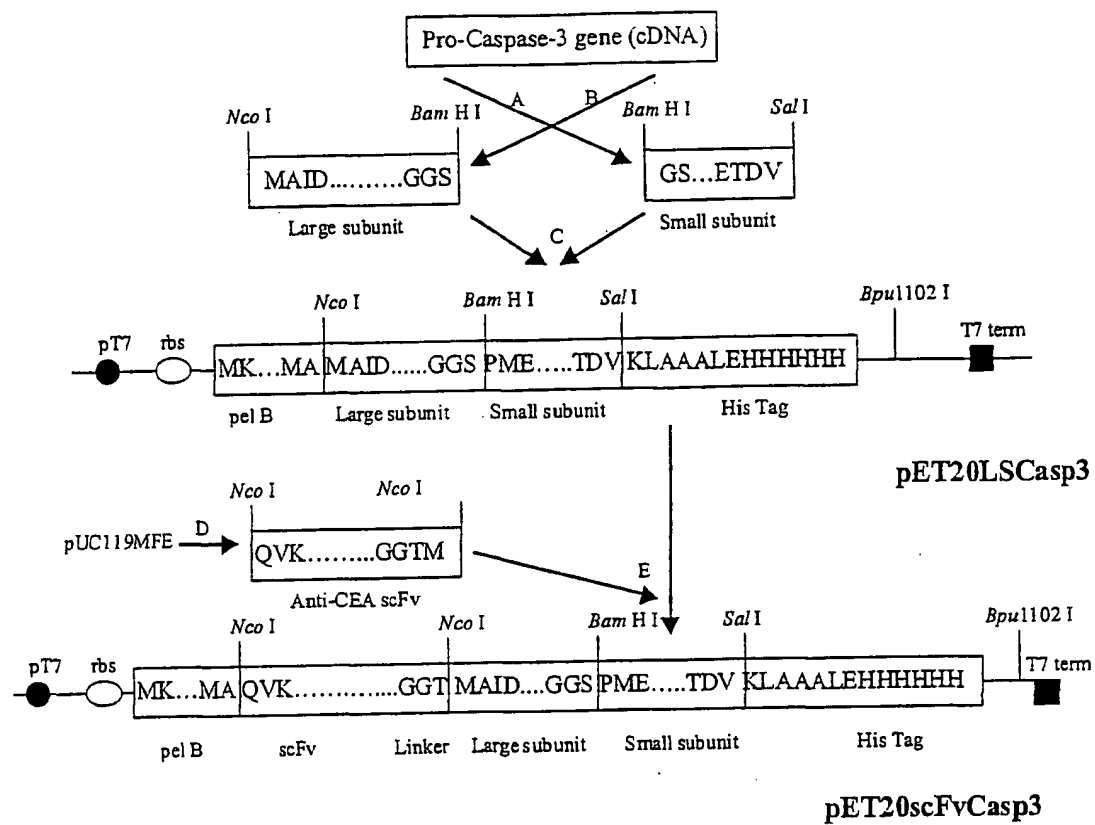 Pro-Caspase-3 gene (cDNA)
A B
Nco I Bam H I Bam H I Sal I
MAID...........GGS GS...ETDV
Large subunit Small subunit
C
Nco I Bam H I Sal I Bpu1102 I
pT7 rbs T7 term
MK...MA MAID......GGS PME.....TDV KLAAALEHHHHHH
pel B Large subunit Small subunit His Tag
pET20LSCasp3
Nco I Nco I
pUC119MFE D QVK...........GGTM
Anti-CEA scFv
E
Nco I Nco I Bam H I Sal I Bpu1102 I
pT7 rbs T7 term
MK...MA QVK................GGT MAID....GGS PME.....TDV KLAAALEHHHHHH
pel B scFv Linker Large subunit Small subunit His Tag
pET20scFvCasp3